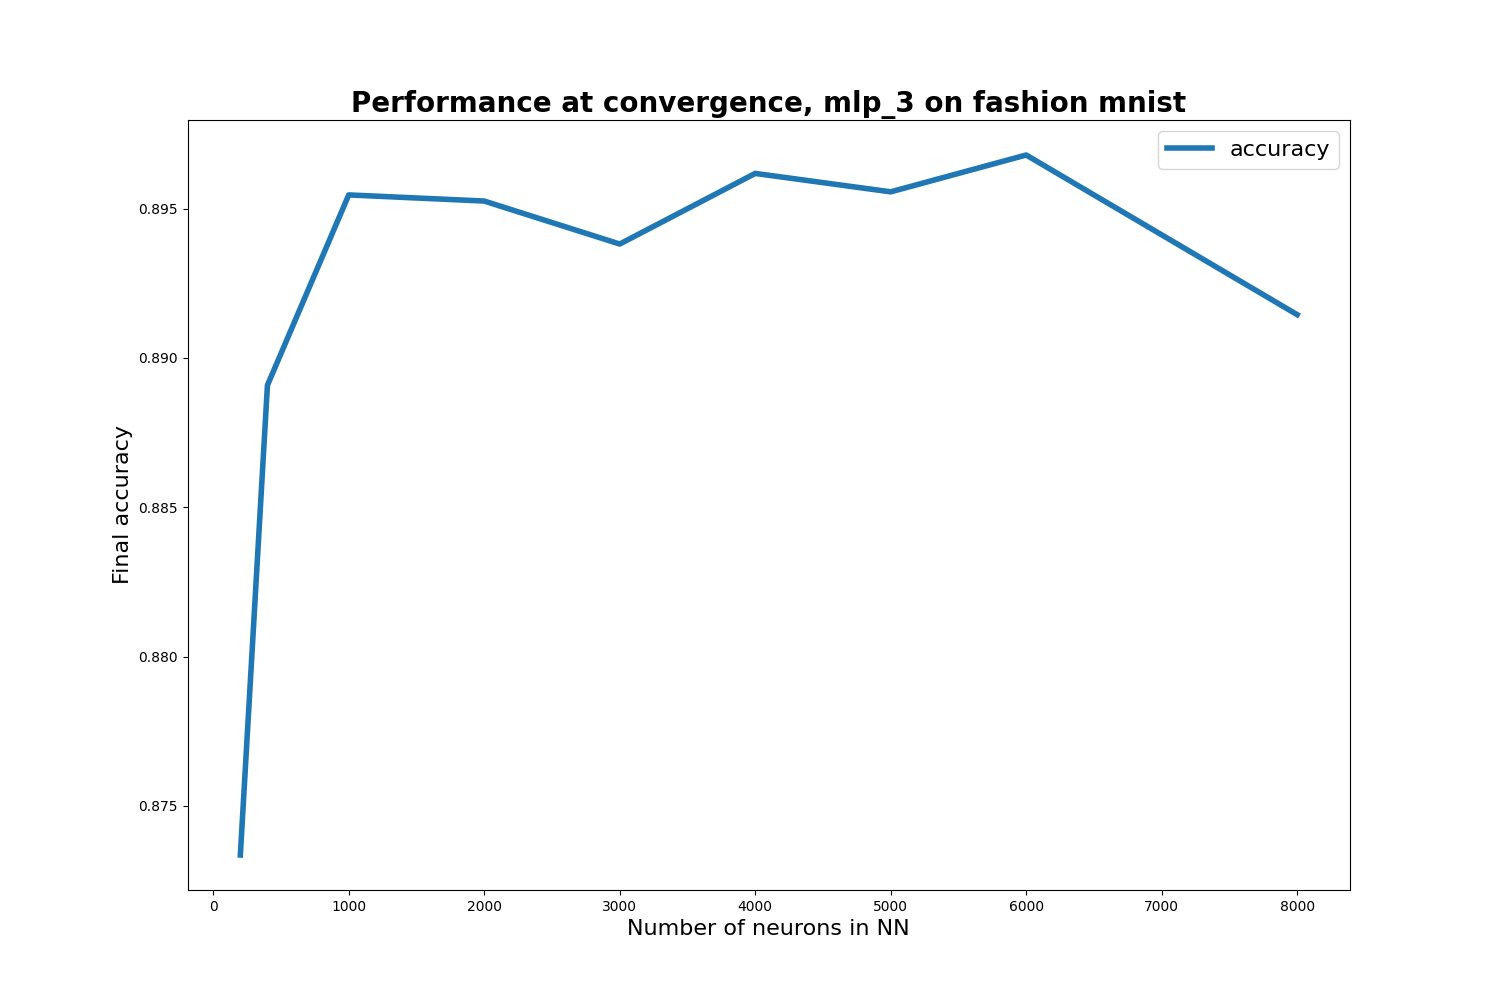 Performance at convergence, mlp_3 on fashion mnist
accuracy
Final accuracy
0.895
0.890
0.885
0.880
0.875
0 1000 2000 3000 4000 5000 6000 7000 8000
Number of neurons in NN